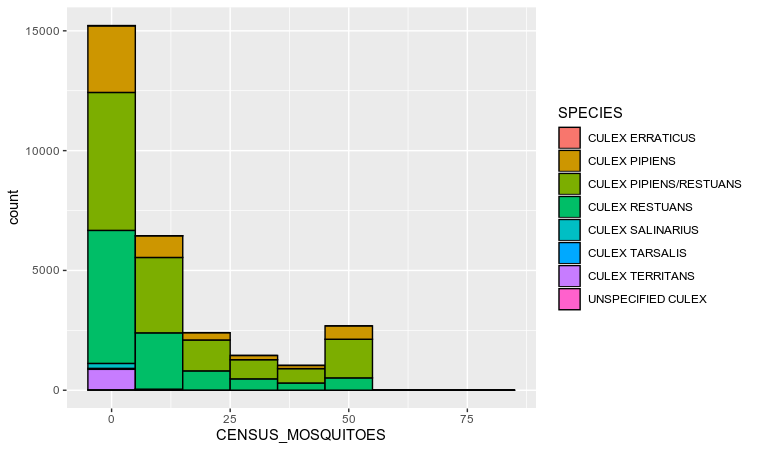 15000
10000
5000
0
count
0 25 50 75
CENSUS_MOSQUITOES
SPECIES
CULEX ERRATICUS
CULEX PIPIENS
CULEX PIPIENS/RESTUANS
CULEX RESTUANS
CULEX SALINARIUS
CULEX TARSALIS
CULEX TERRITANS
UNSPECIFIED CULEX